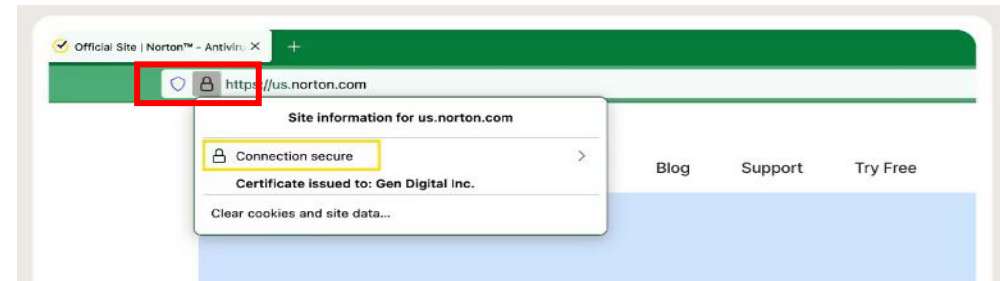 Official Site | Norton™ - Antiviru
https://us.norton.com
Site information for us.norton.com
Connection secure
Certificate issued to: Gen Digital Inc.
Clear cookies and site data...
Blog Support Try Free